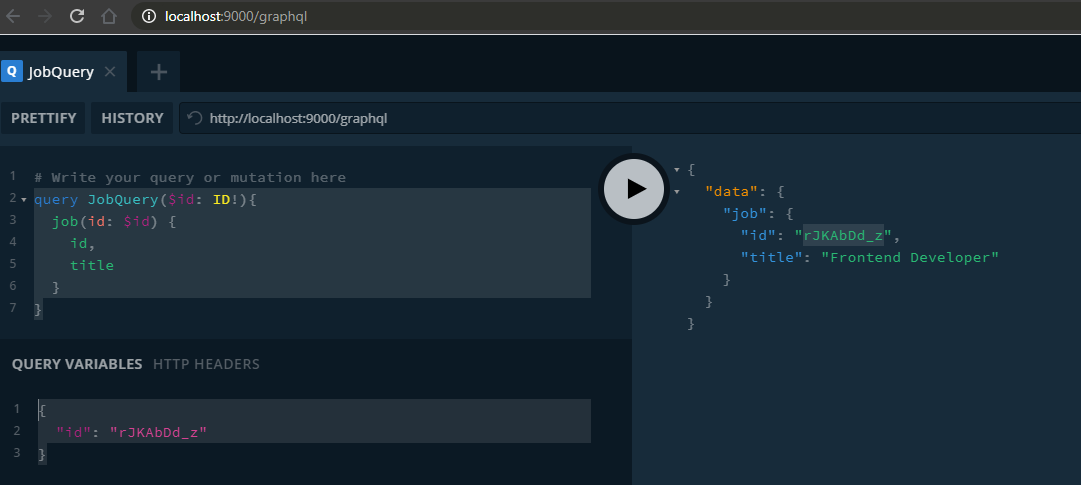 localhost:9000/graphql
Q JobQuery
PRETTIFY HISTORY http://localhost:9000/graphql
1 # Write your query or mutation here
2 query JobQuery($id: ID!){
3 job(id: $id) {
4 id,
5 title
6 }
7 }
QUERY VARIABLES HTTP HEADERS
1 {
2 "id": "rJKAbDd_z"
3 }
{
"data": {
"job": {
"id": "rJKAbDd_z",
"title": "Frontend Developer"
}
}
}